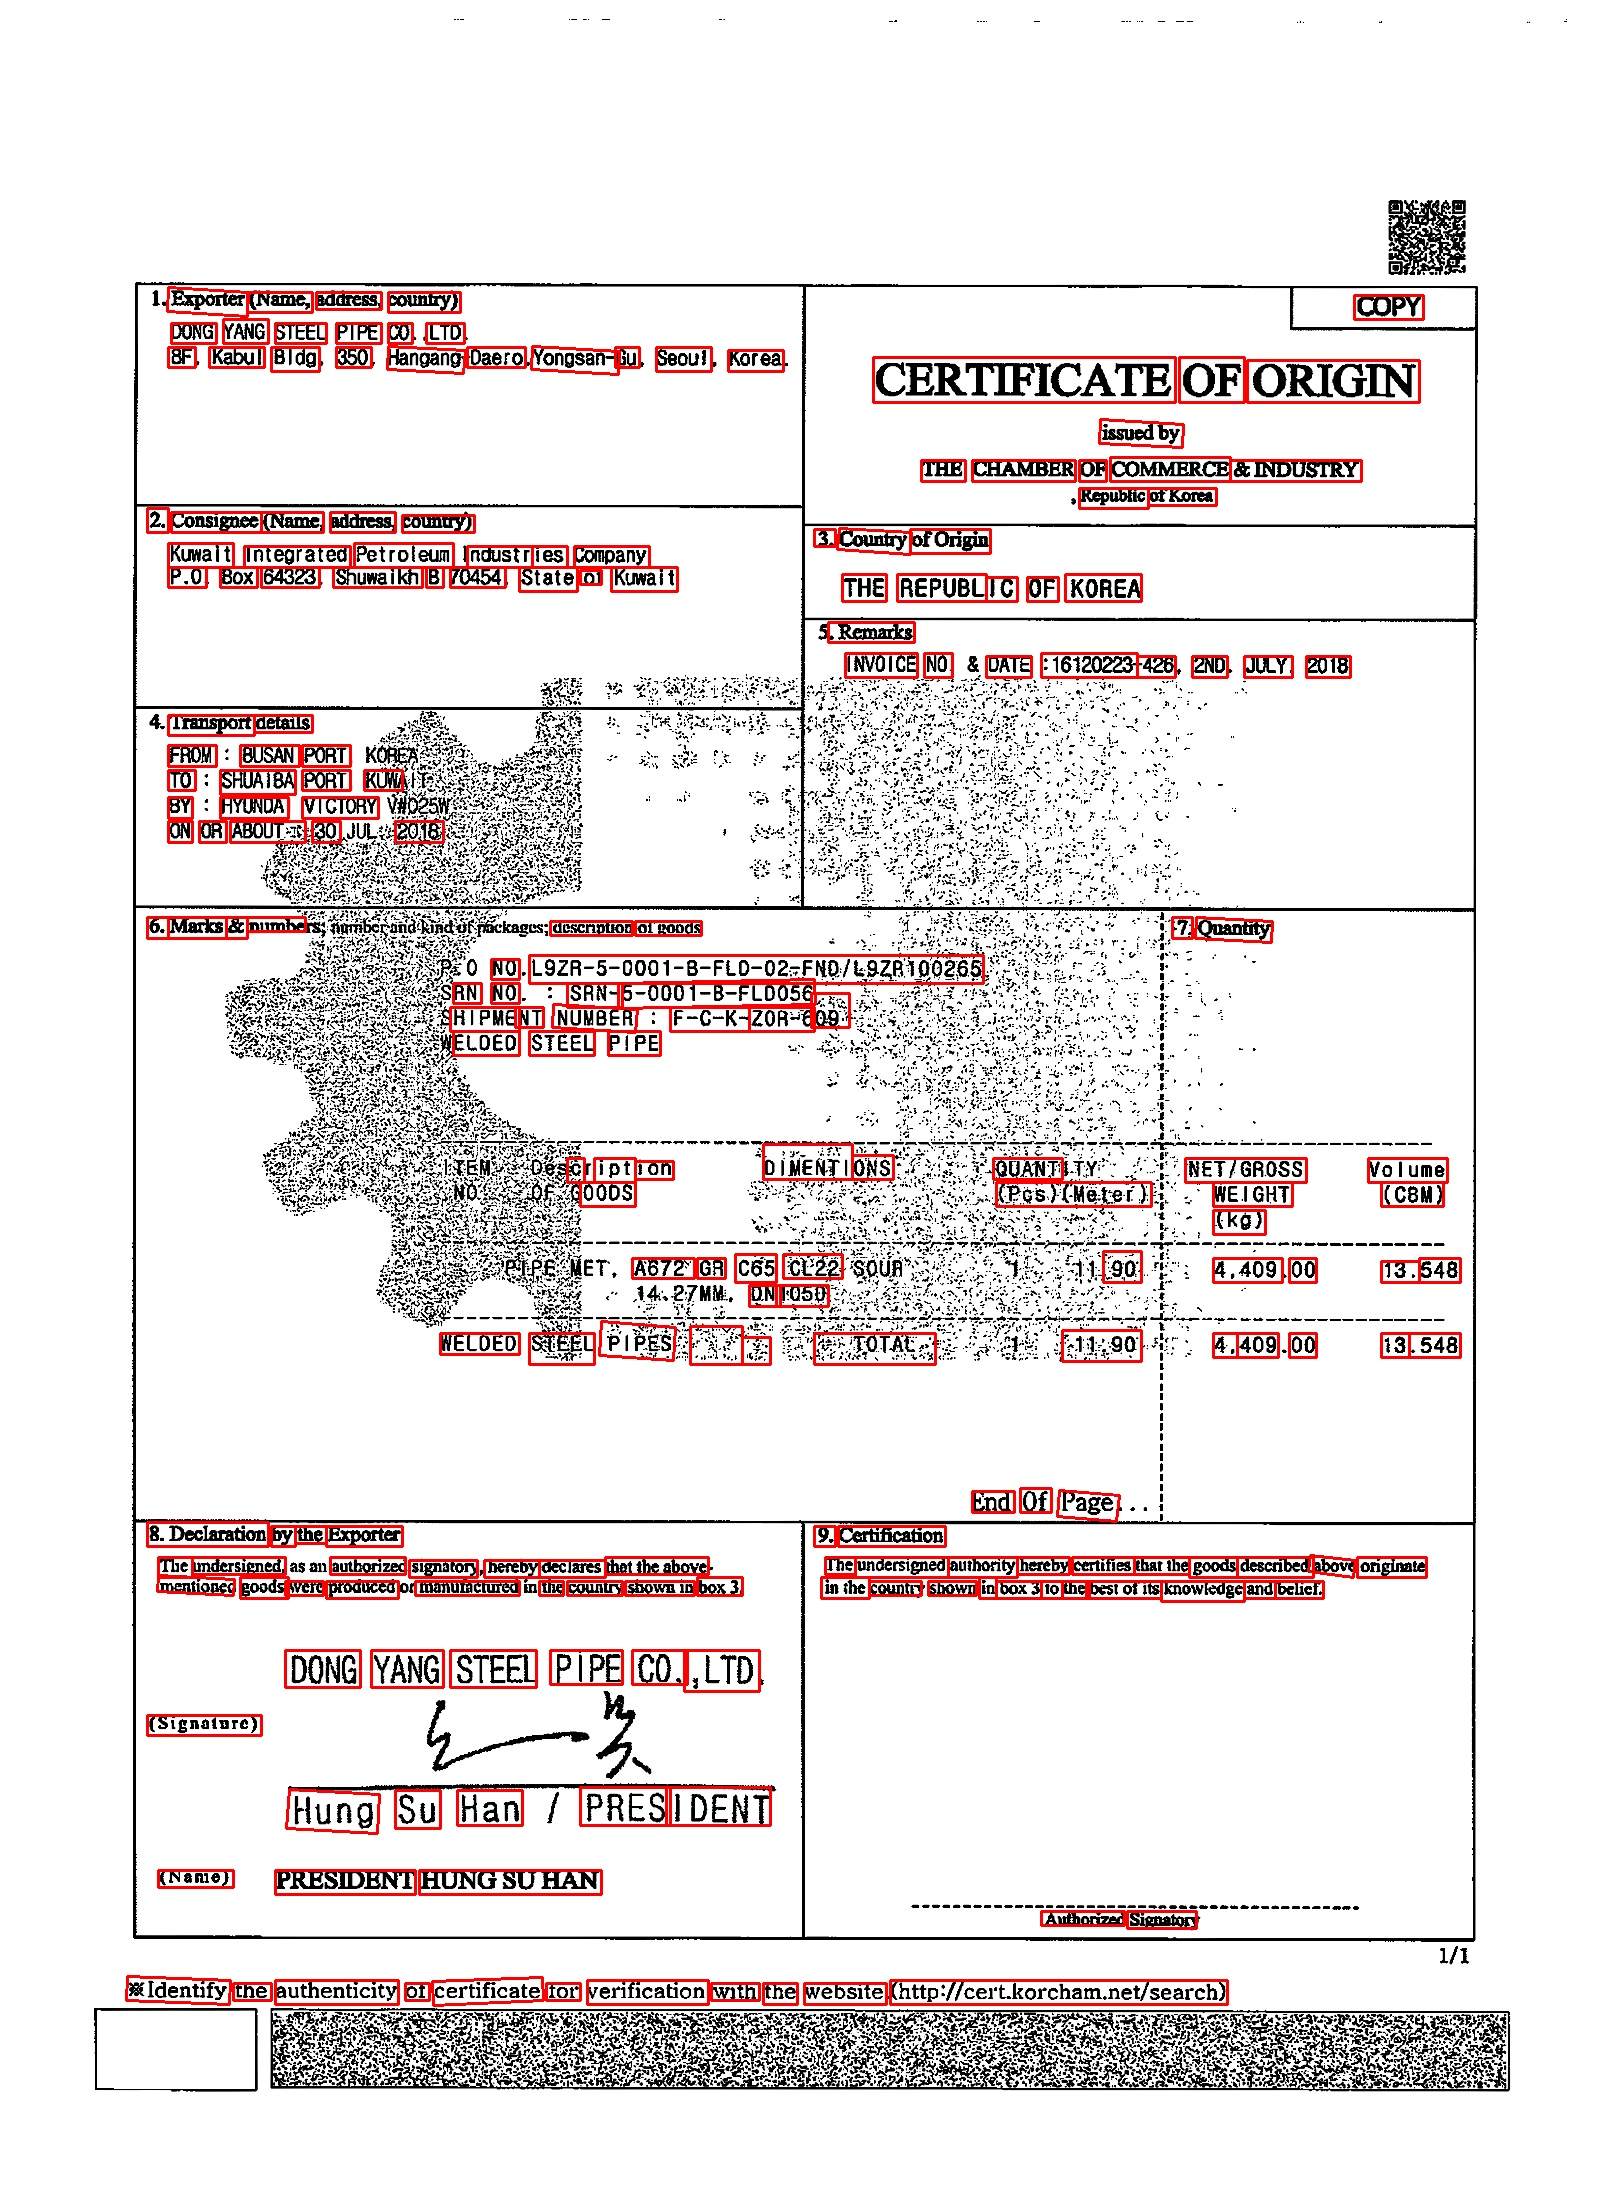 1. Exporter (Name, address, country)
COPY
DONG YANG STEEL PIPE CO.,LTD.
8F, Kabul Bldg, 350, Hangang-Daero, Yongsan-Gu, Seoul, Korea.
CERTIFICATE OF ORIGIN
issued by
THE CHAMBER OF COMMERCE & INDUSTRY
, Republic of Korea
2. Consignee (Name, address, country)
Kuwait Integrated Petroleum Industries Company
P.O. Box 64323, Shuwaikh B 70454, State of Kuwait
3. Country of Origin
THE REPUBLIC OF KOREA
5. Remarks
INVOICE NO. & DATE :16120223-426, 2ND, JULY, 2018
4. Transport details
FROM : BUSAN PORT KOREA
TO : SHUAIBA PORT KUWAIT
BY : HYUNDA VICTORY V#025W
ON OR ABOUT : 30 JUL. 2018
6. Marks & numbers; number and kind of packages; description of goods
7. Quantity
P.O NO.L9ZR-5-0001-B-FLD-02-FND/L9ZR100265
SRN NO. : SRN-5-0001-B-FLD056
SHIPMENT NUMBER : F-C-K-ZOR-609
WELDED STEEL PIPE
ITEM Description DIMENTIONS QUANTITY NET/GROSS Volume
NO. OF GOODS (Pcs)(Meter) WEIGHT (CBM)
(kg)
PIPE MET, A672 GR C65 CL22 SOUR 1 11.90 4,409.00 13.548
14.27MM, DN1050
WELDED STEEL PIPES TOTAL : 1 11.90 4,409.00 13.548
End Of Page...
8. Declaration by the Exporter
The undersigned, as an authorized signatory, hereby declares that the above-
mentioned goods were produced or manufactured in the country shown in box 3
9. Certification
The undersigned authority hereby certifies that the goods described above originate
in the country shown in box 3 to the best of its knowledge and belief.
DONG YANG STEEL PIPE CO.,LTD.
(Signature)
Hung Su Han / PRESIDENT
(Name) PRESIDENT HUNG SU HAN
Authorized Signatory
1/1
※Identify the authenticity of certificate for verification with the website (http://cert.korcham.net/search)